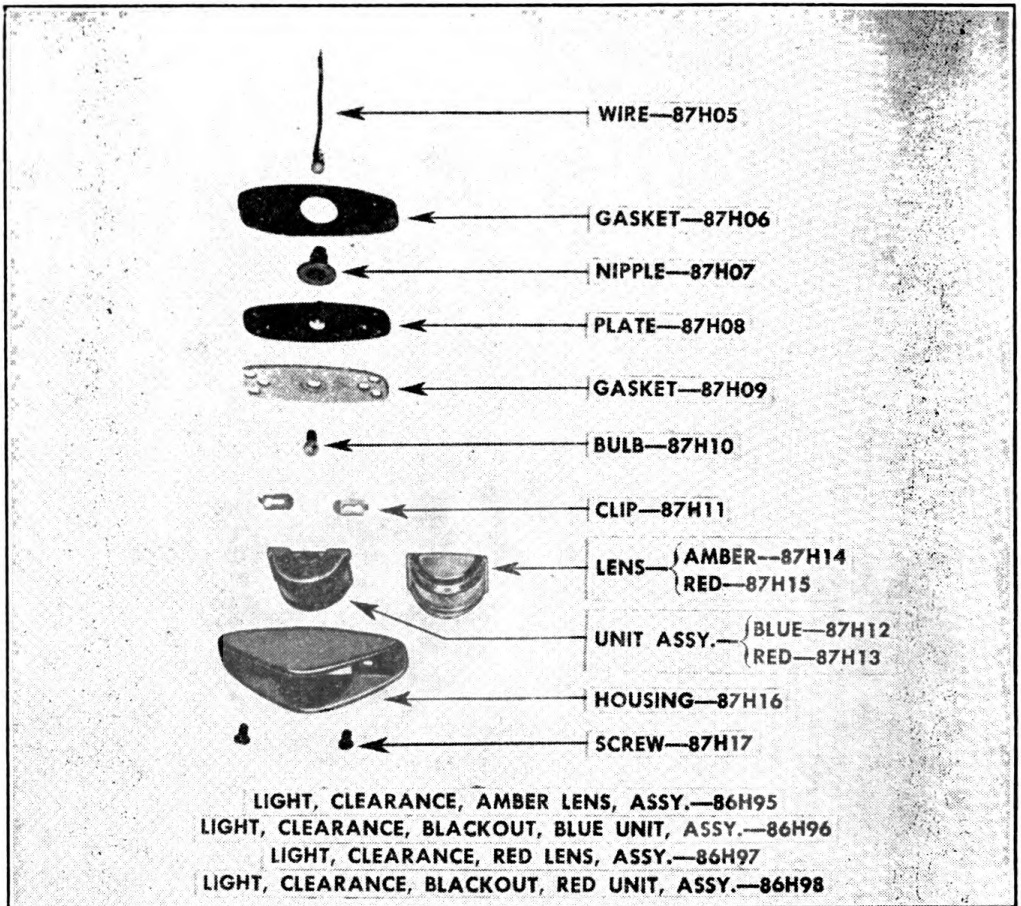 WIRE—87H05
GASKET—87H06
NIPPLE—87H07
PLATE—87H08
GASKET—87H09
BULB—87H10
CLIP—87H11
LENS— { AMBER—87H14
RED—87H15
UNIT ASSY.— { BLUE—87H12
RED—87H13
HOUSING—87H16
SCREW—87H17
LIGHT, CLEARANCE, AMBER LENS, ASSY.—86H95
LIGHT, CLEARANCE, BLACKOUT, BLUE UNIT, ASSY.—86H96
LIGHT, CLEARANCE, RED LENS, ASSY.—86H97
LIGHT, CLEARANCE, BLACKOUT, RED UNIT, ASSY.—86H98